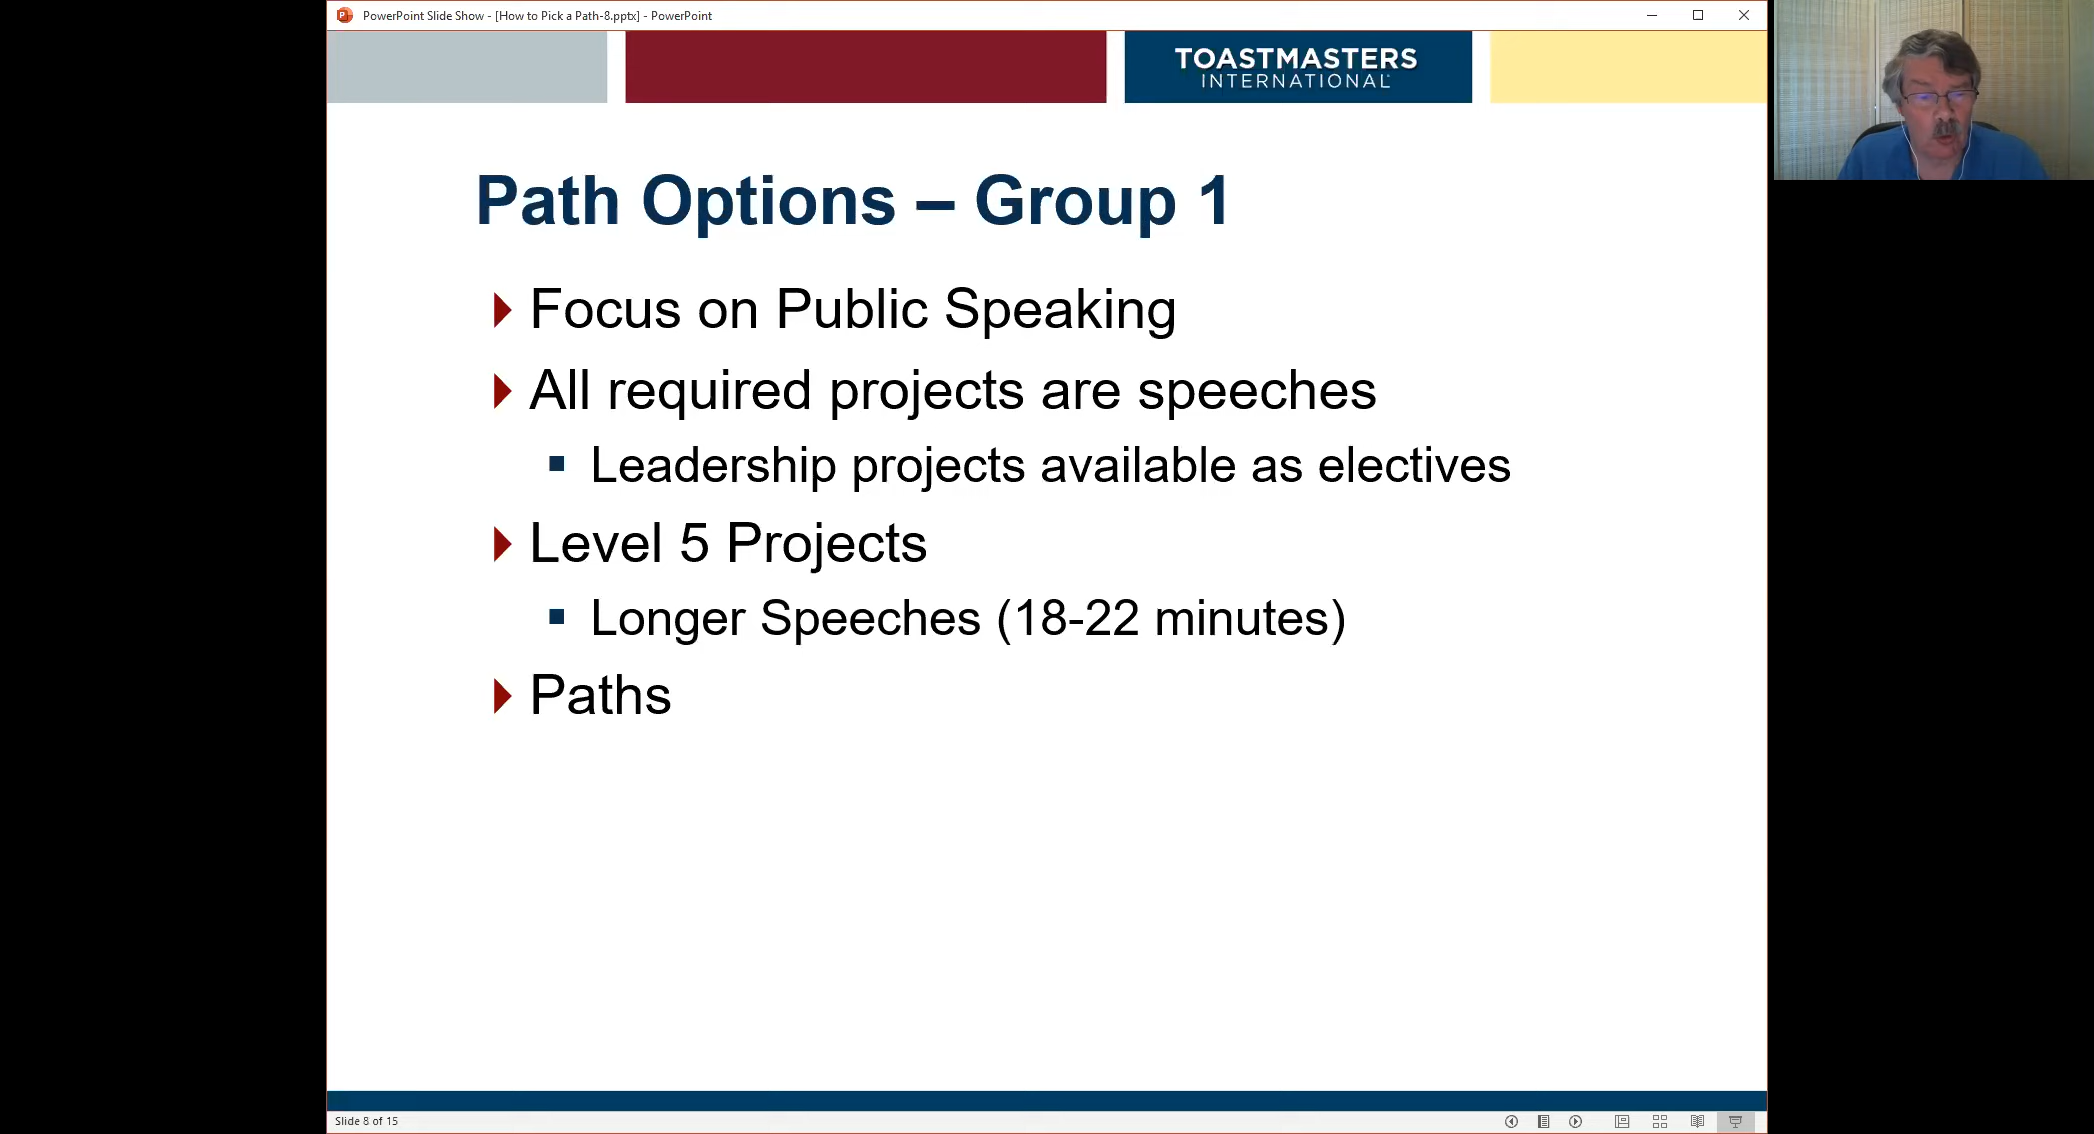 PowerPoint Slide Show - [How to Pick a Path-8.pptx] - PowerPoint
TOASTMASTERS
INTERNATIONAL
Path Options – Group 1
Focus on Public Speaking
All required projects are speeches
Leadership projects available as electives
Level 5 Projects
Longer Speeches (18-22 minutes)
Paths
Slide 8 of 15